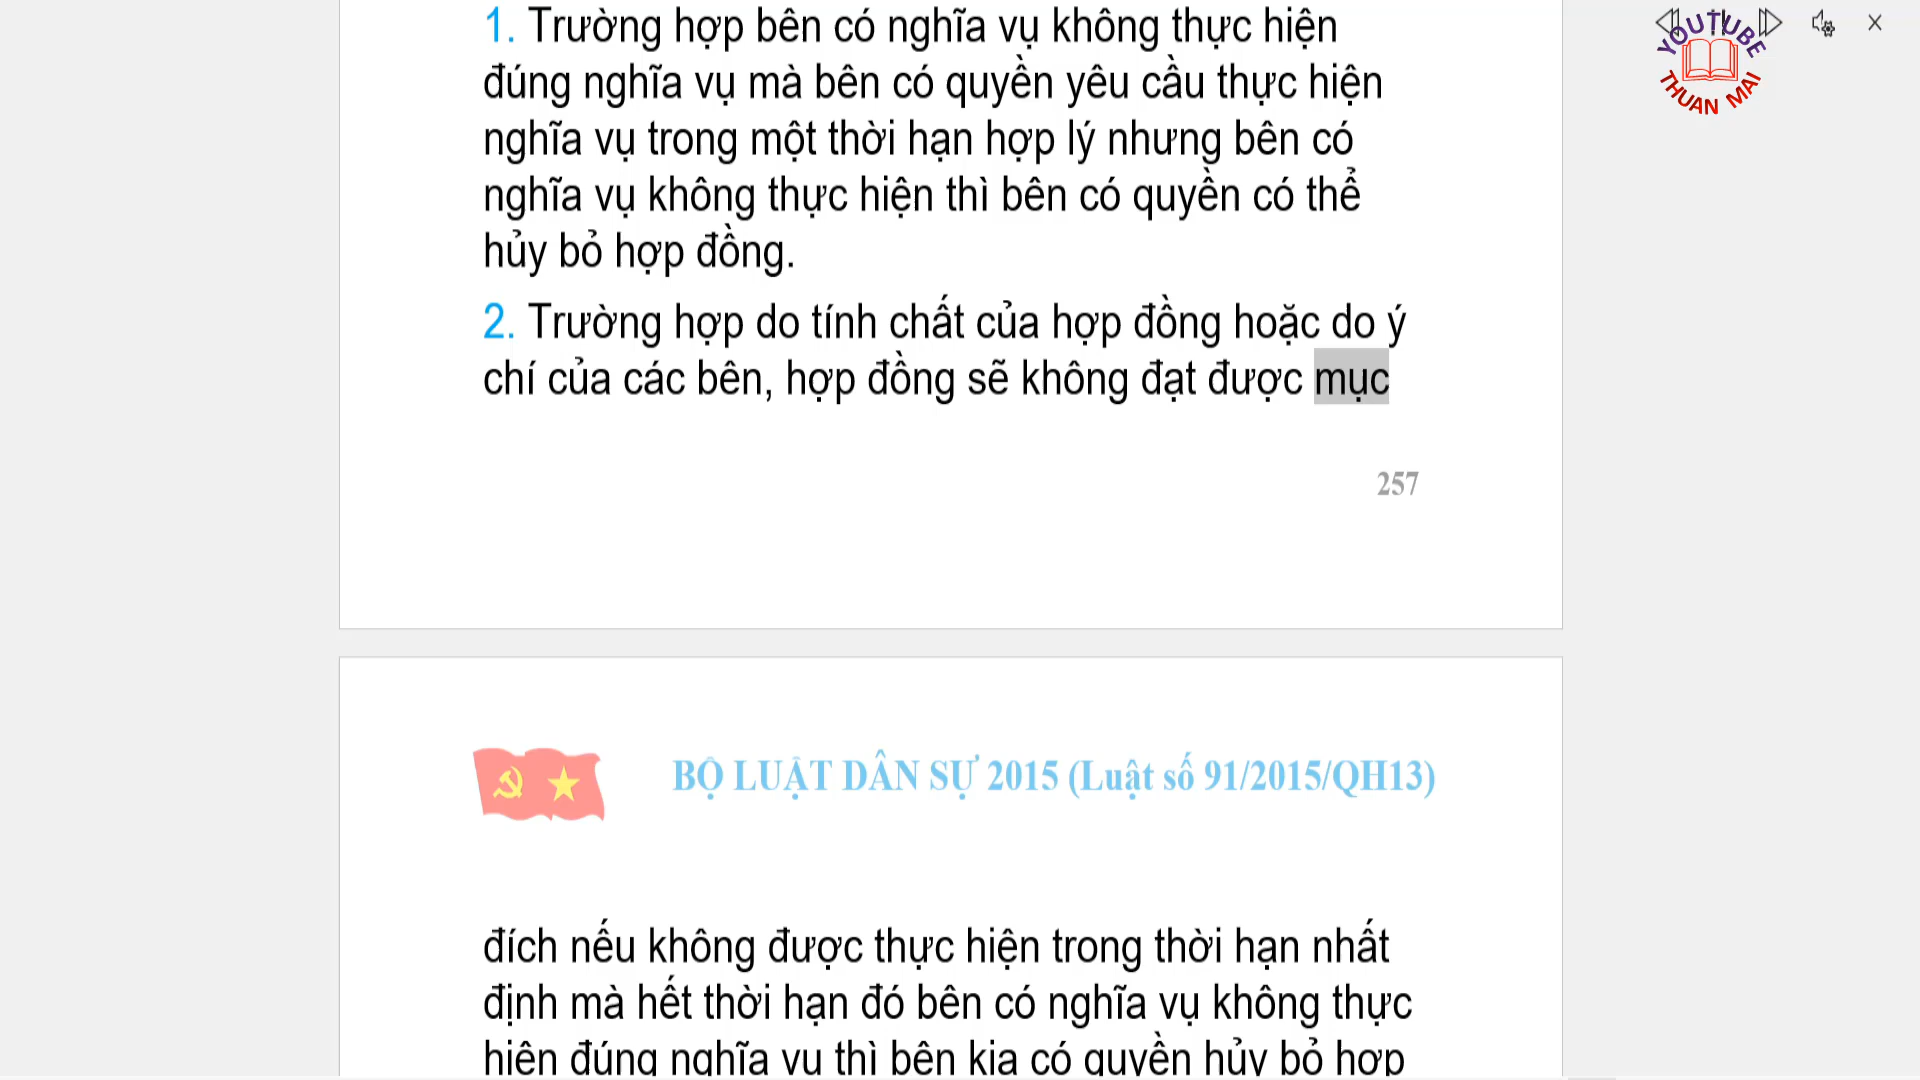 1. Trường hợp bên có nghĩa vụ không thực hiện
đúng nghĩa vụ mà bên có quyền yêu cầu thực hiện
nghĩa vụ trong một thời hạn hợp lý nhưng bên có
nghĩa vụ không thực hiện thì bên có quyền có thể
hủy bỏ hợp đồng.
2. Trường hợp do tính chất của hợp đồng hoặc do ý
chí của các bên, hợp đồng sẽ không đạt được mục
257
BỘ LUẬT DÂN SỰ 2015 (Luật số 91/2015/QH13)
đích nếu không được thực hiện trong thời hạn nhất
định mà hết thời hạn đó bên có nghĩa vụ không thực
hiện đúng nghĩa vụ thì bên kia có quyền hủy bỏ hợp
YOUTUBE
THUAN MAI